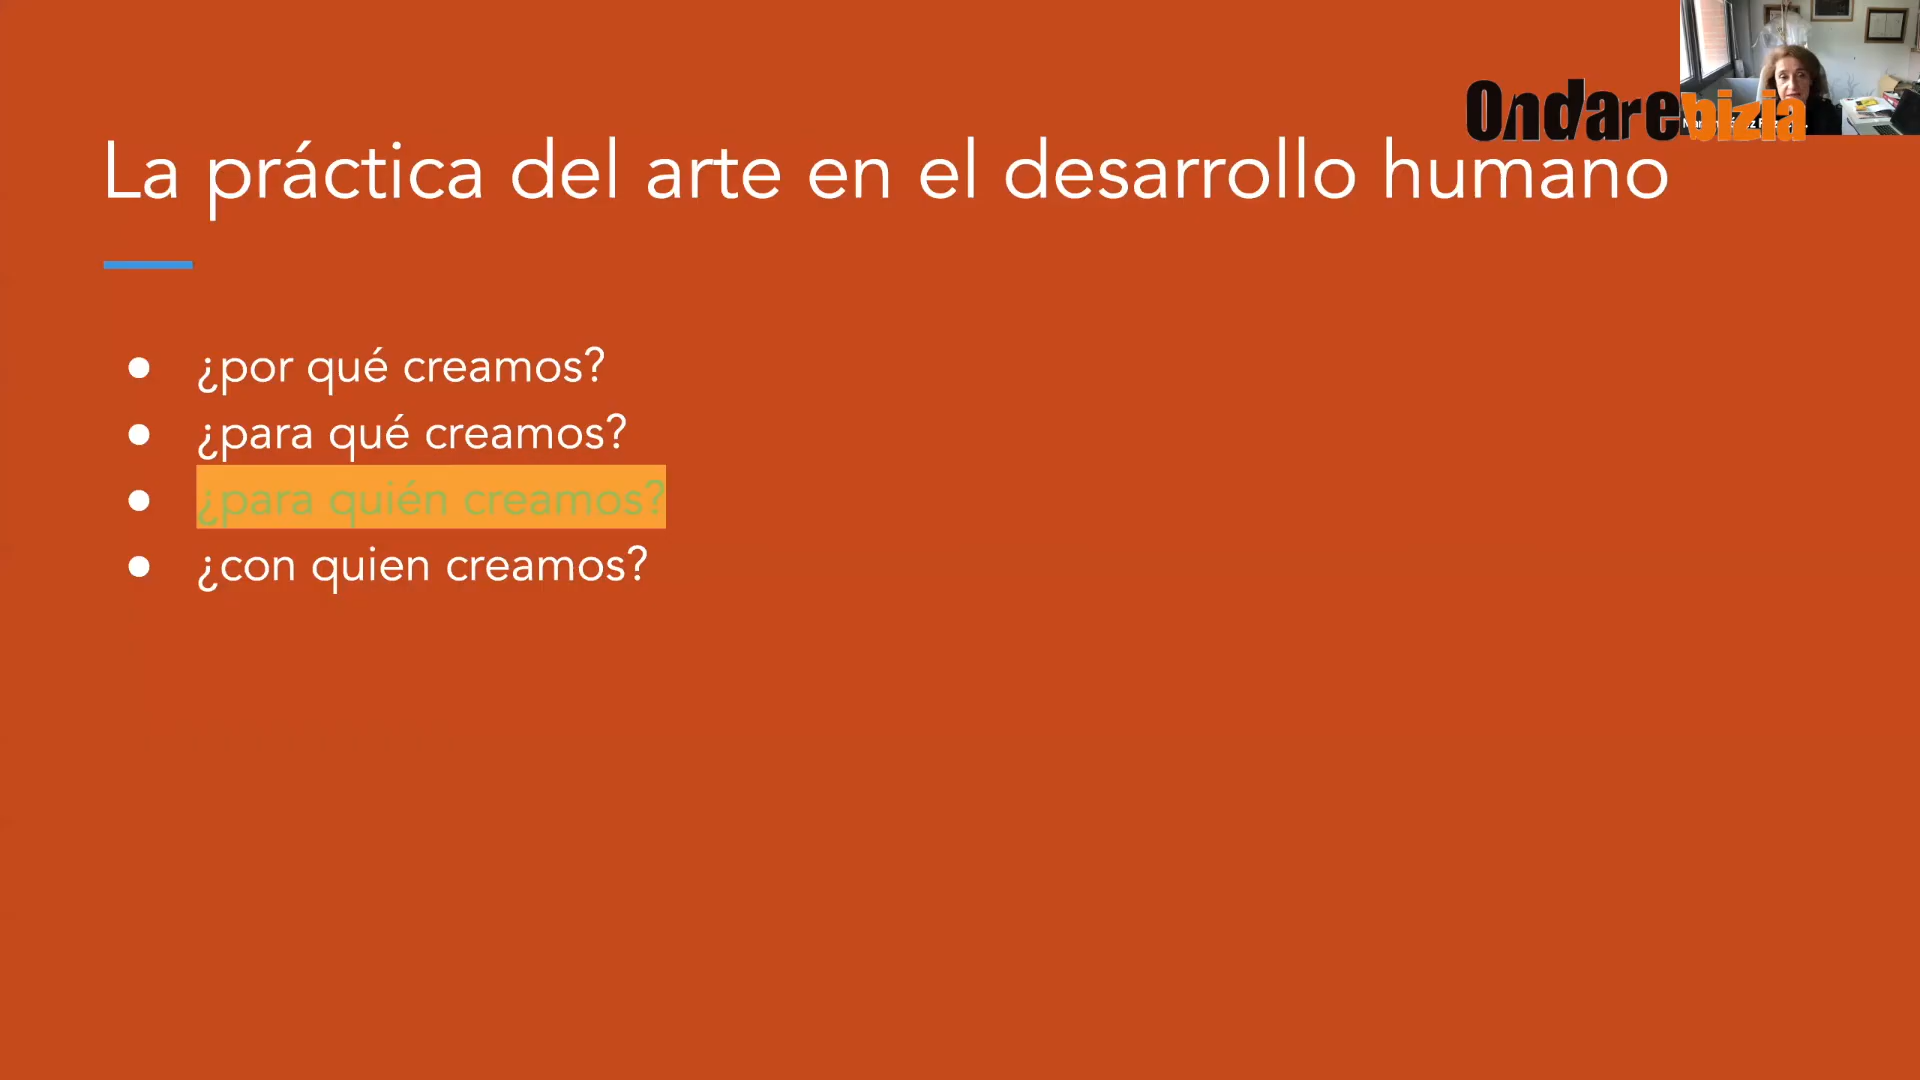 Ondarebizia
La práctica del arte en el desarrollo humano
● ¿por qué creamos?
● ¿para qué creamos?
● ¿para quién creamos?
● ¿con quien creamos?